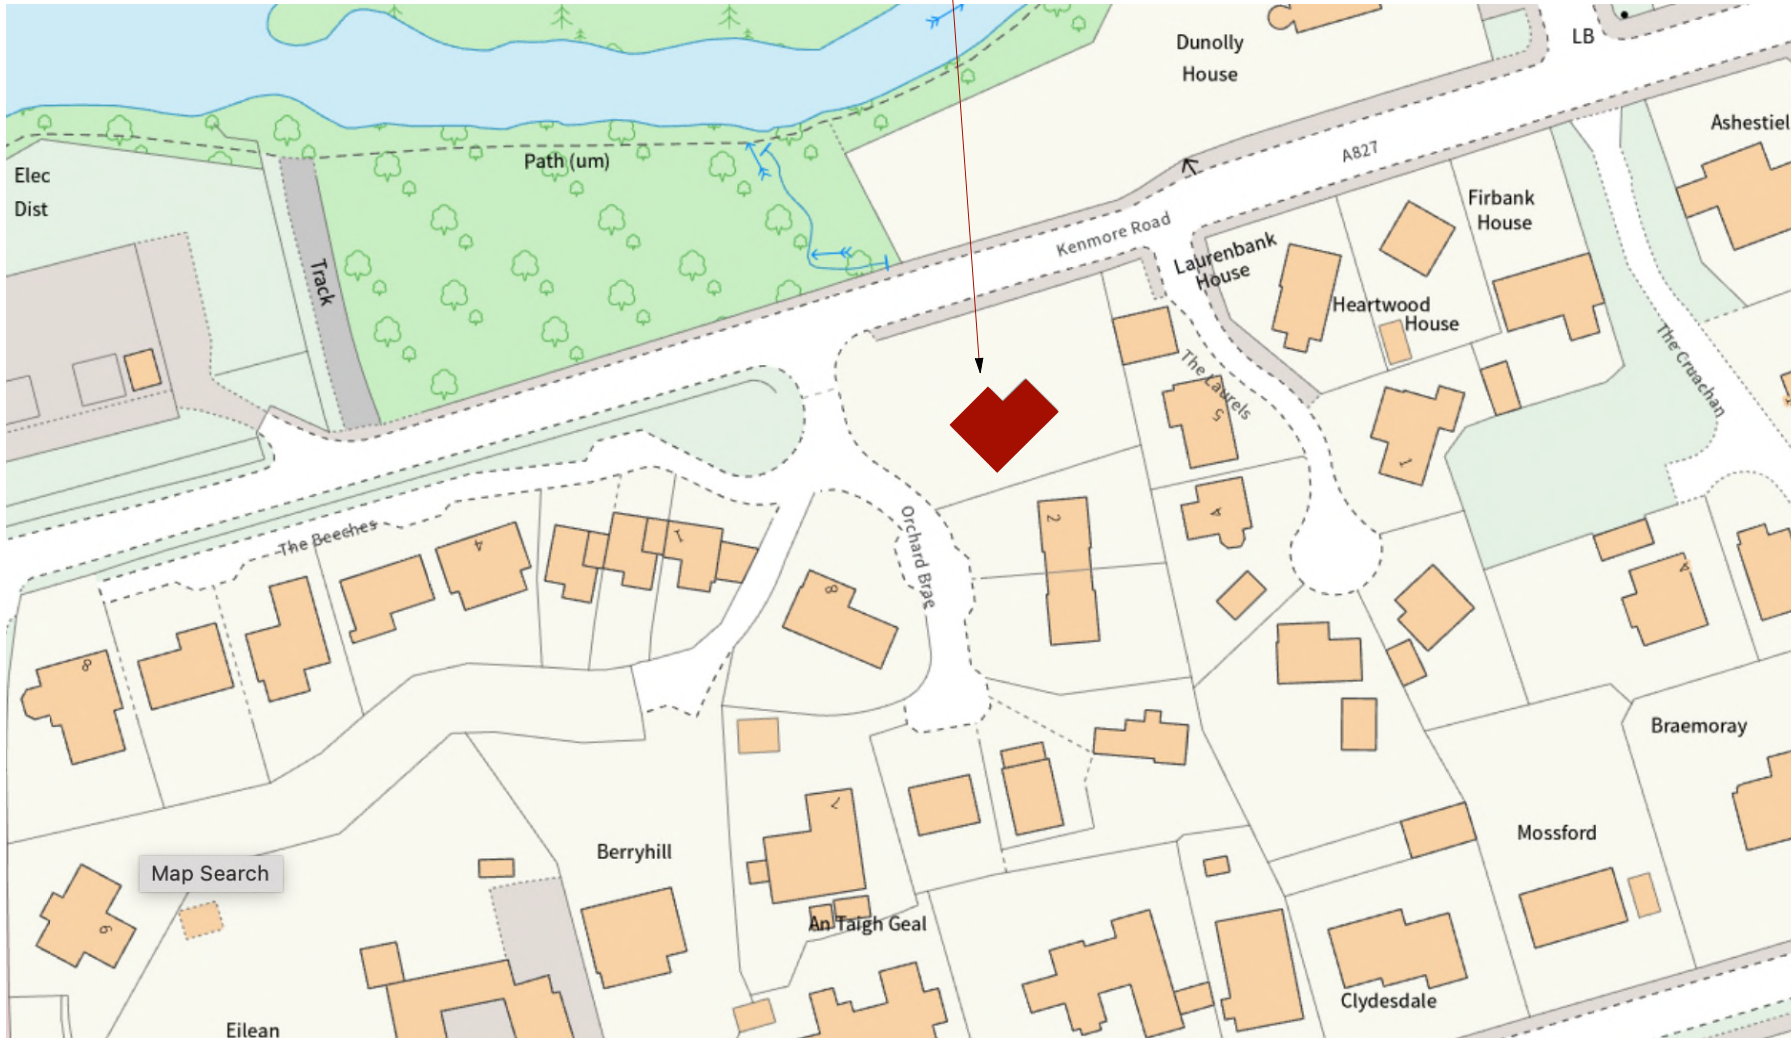 LB
Dunolly
House
Ashestiel
A827
Path (um)
Elec
Dist
Firbank
House
Kenmore Road
Laurenbank
House
Track
Heartwood
House
The Cruachan
The Laurels
5
1
2
4
Orchard Brae
The Beeches
4
1
8
4
8
Braemoray
7
Mossford
Berryhill
Map Search
An Taigh Geal
9
Clydesdale
Eilean